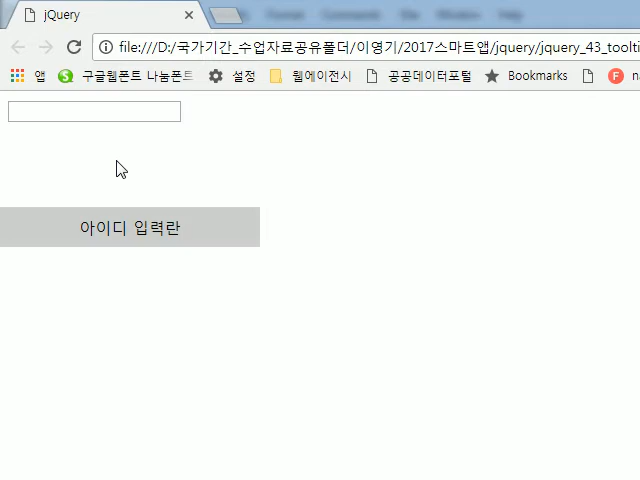 jQuery
file:///D:/국가기간_수업자료공유폴더/이영기/2017스마트앱/jquery/jquery_43_toolti
앱 구글웹폰트 나눔폰트 설정 웹에이전시 공공데이터포털 Bookmarks na
아이디 입력란